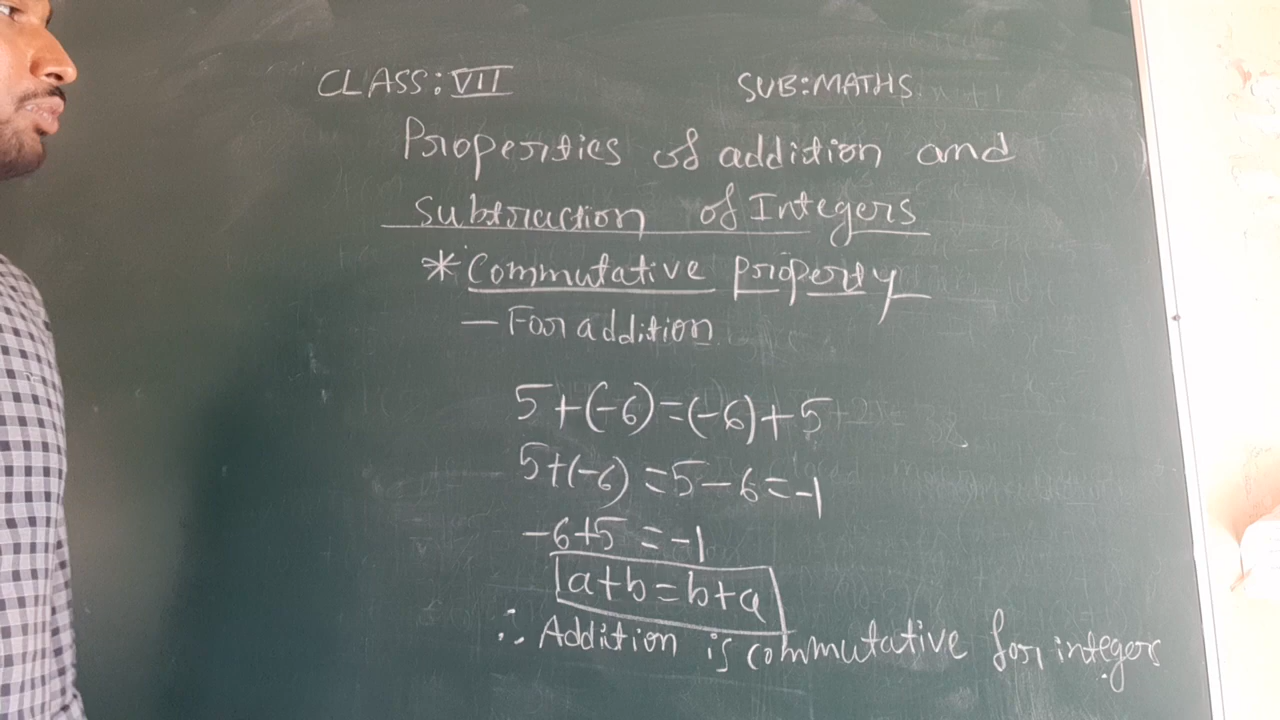 CLASS: VII SUB: MATHS
Properties of addition and
subtraction of Integers
* Commutative property
— For addition
5+(-6)=(-6)+5
5+(-6)=5-6=-1
-6+5=-1
a+b=b+a
∴ Addition is commutative for integers